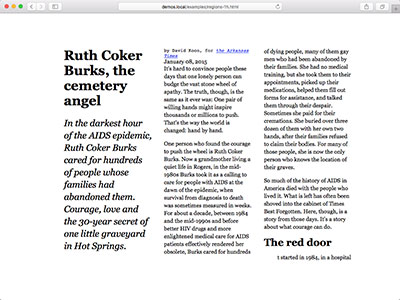 demos.local/examples/regions-15.html
Ruth Coker
Burks, the
cemetery
angel
In the darkest hour
of the AIDS epidemic,
Ruth Coker Burks
cared for hundreds
of people whose
families had
abandoned them.
Courage, love and
the 30-year secret of
one little graveyard
in Hot Springs.
by David Koon, for the Arkansas
Times
January 08, 2015
It's hard to convince people these
days that one lonely person can
budge the vast stone wheel of
apathy. The truth, though, is the
same as it ever was: One pair of
willing hands might inspire
thousands or millions to push.
That's the way the world is
changed: hand by hand.
One person who found the courage
to push the wheel is Ruth Coker
Burks. Now a grandmother living a
quiet life in Rogers, in the mid-
1980s Burks took it as a calling to
care for people with AIDS at the
dawn of the epidemic, when
survival from diagnosis to death
was sometimes measured in weeks.
For about a decade, between 1984
and the mid-1990s and before
better HIV drugs and more
enlightened medical care for AIDS
patients effectively rendered her
obsolete, Burks cared for hundreds
of dying people, many of them gay
men who had been abandoned by
their families. She had no medical
training, but she took them to their
appointments, picked up their
medications, helped them fill out
forms for assistance, and talked
them through their despair.
Sometimes she paid for their
cremations. She buried over three
dozen of them with her own two
hands, after their families refused
to claim their bodies. For many of
those people, she is now the only
person who knows the location of
their graves.
So much of the history of AIDS in
America died with the people who
lived it. What is left has often been
shoved into the cabinet of Times
Best Forgotten. Here, though, is a
story from those days. It's a story
about what courage can do.
The red door
t started in 1984, in a hospital